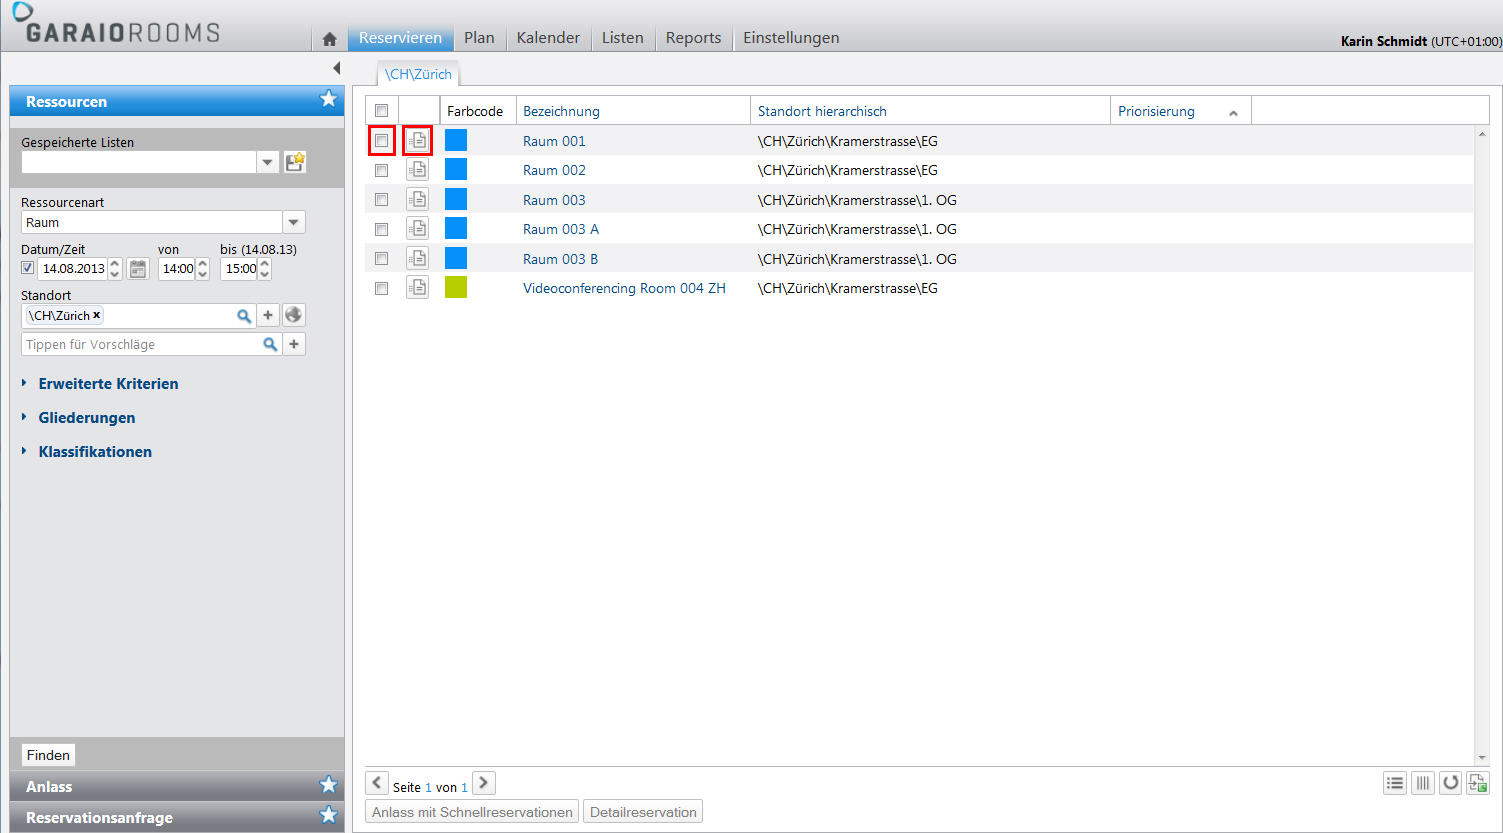 GARAIOROOMS
Reservieren Plan Kalender Listen Reports Einstellungen
Karin Schmidt (UTC+01:00)
\CH\Zürich
Ressourcen
Gespeicherte Listen
Ressourcenart
Raum
Datum/Zeit von bis (14.08.13)
14.08.2013 14:00 15:00
Standort
\CH\Zürich x
Tippen für Vorschläge
Erweiterte Kriterien
Gliederungen
Klassifikationen
Finden
Anlass
Reservationsanfrage
Farbcode Bezeichnung Standort hierarchisch Priorisierung
Raum 001 \CH\Zürich\Kramerstrasse\EG
Raum 002 \CH\Zürich\Kramerstrasse\EG
Raum 003 \CH\Zürich\Kramerstrasse\1. OG
Raum 003 A \CH\Zürich\Kramerstrasse\1. OG
Raum 003 B \CH\Zürich\Kramerstrasse\1. OG
Videoconferencing Room 004 ZH \CH\Zürich\Kramerstrasse\EG
Seite 1 von 1
Anlass mit Schnellreservationen Detailreservation